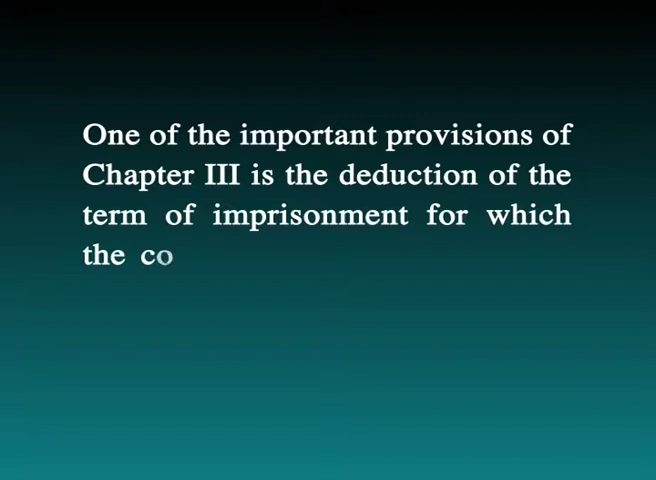 One of the important provisions of
Chapter III is the deduction of the
term of imprisonment for which
the co